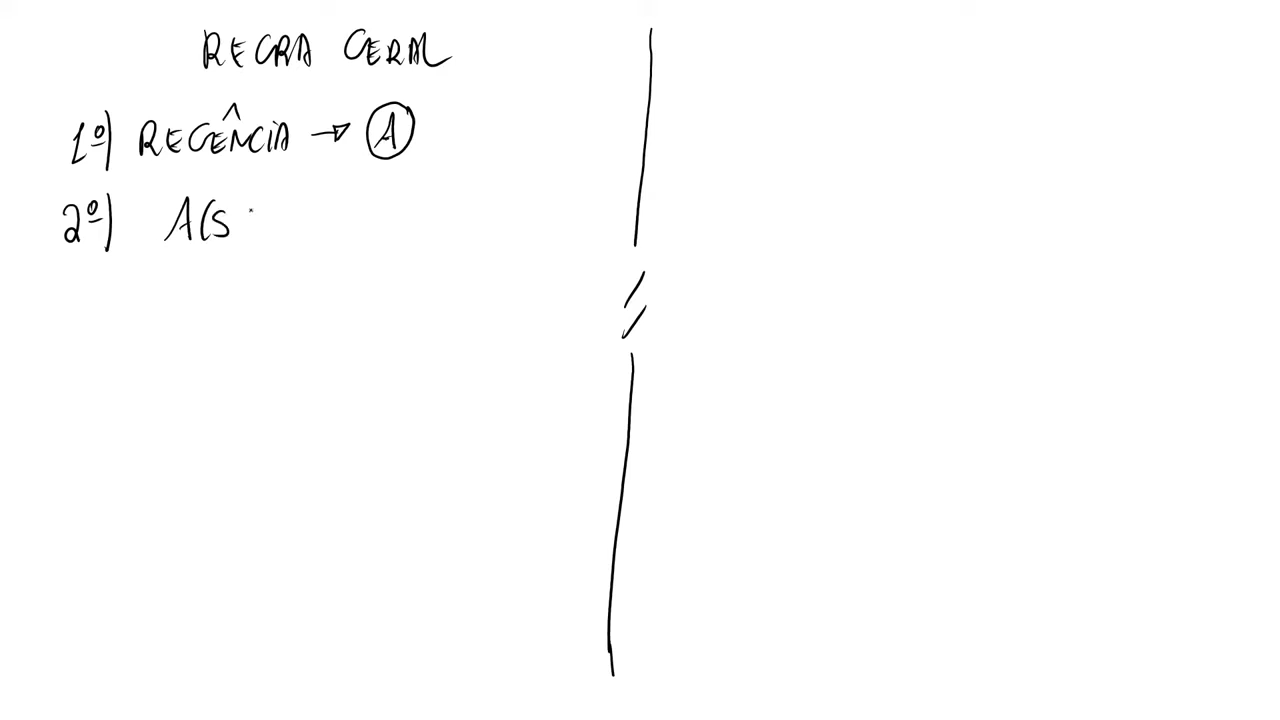 REGRA GERAL
1º) REGÊNCIA → A
2º) A(S